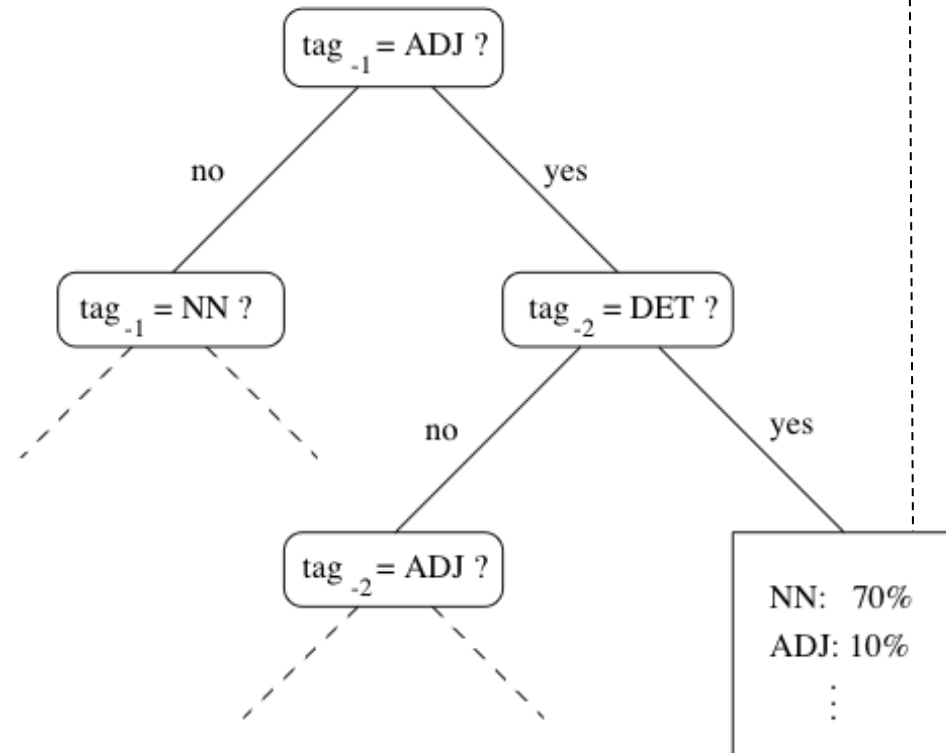 tag -1 = ADJ ?
no
yes
tag -1 = NN ?
tag -2 = DET ?
no
yes
tag -2 = ADJ ?
NN: 70%
ADJ: 10%
⋮